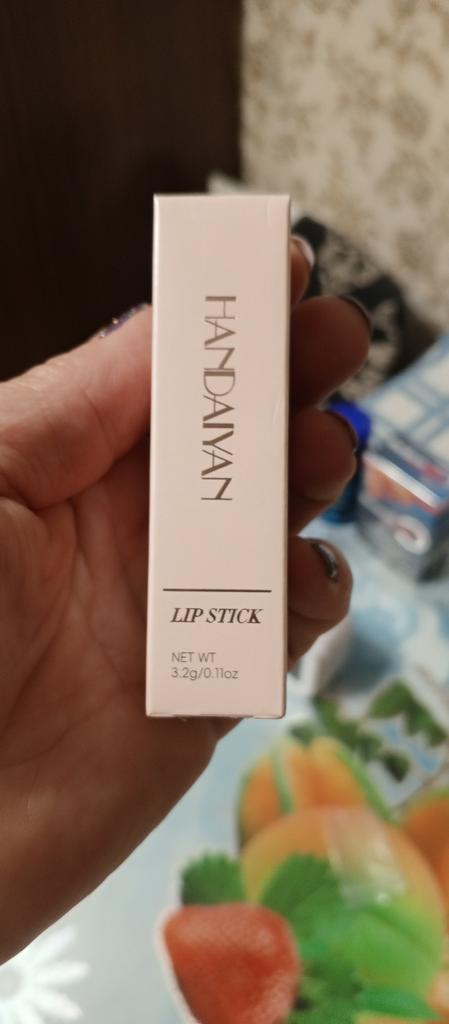 HANDAIYAN
LIP STICK
NET WT
3.2g/0.11oz